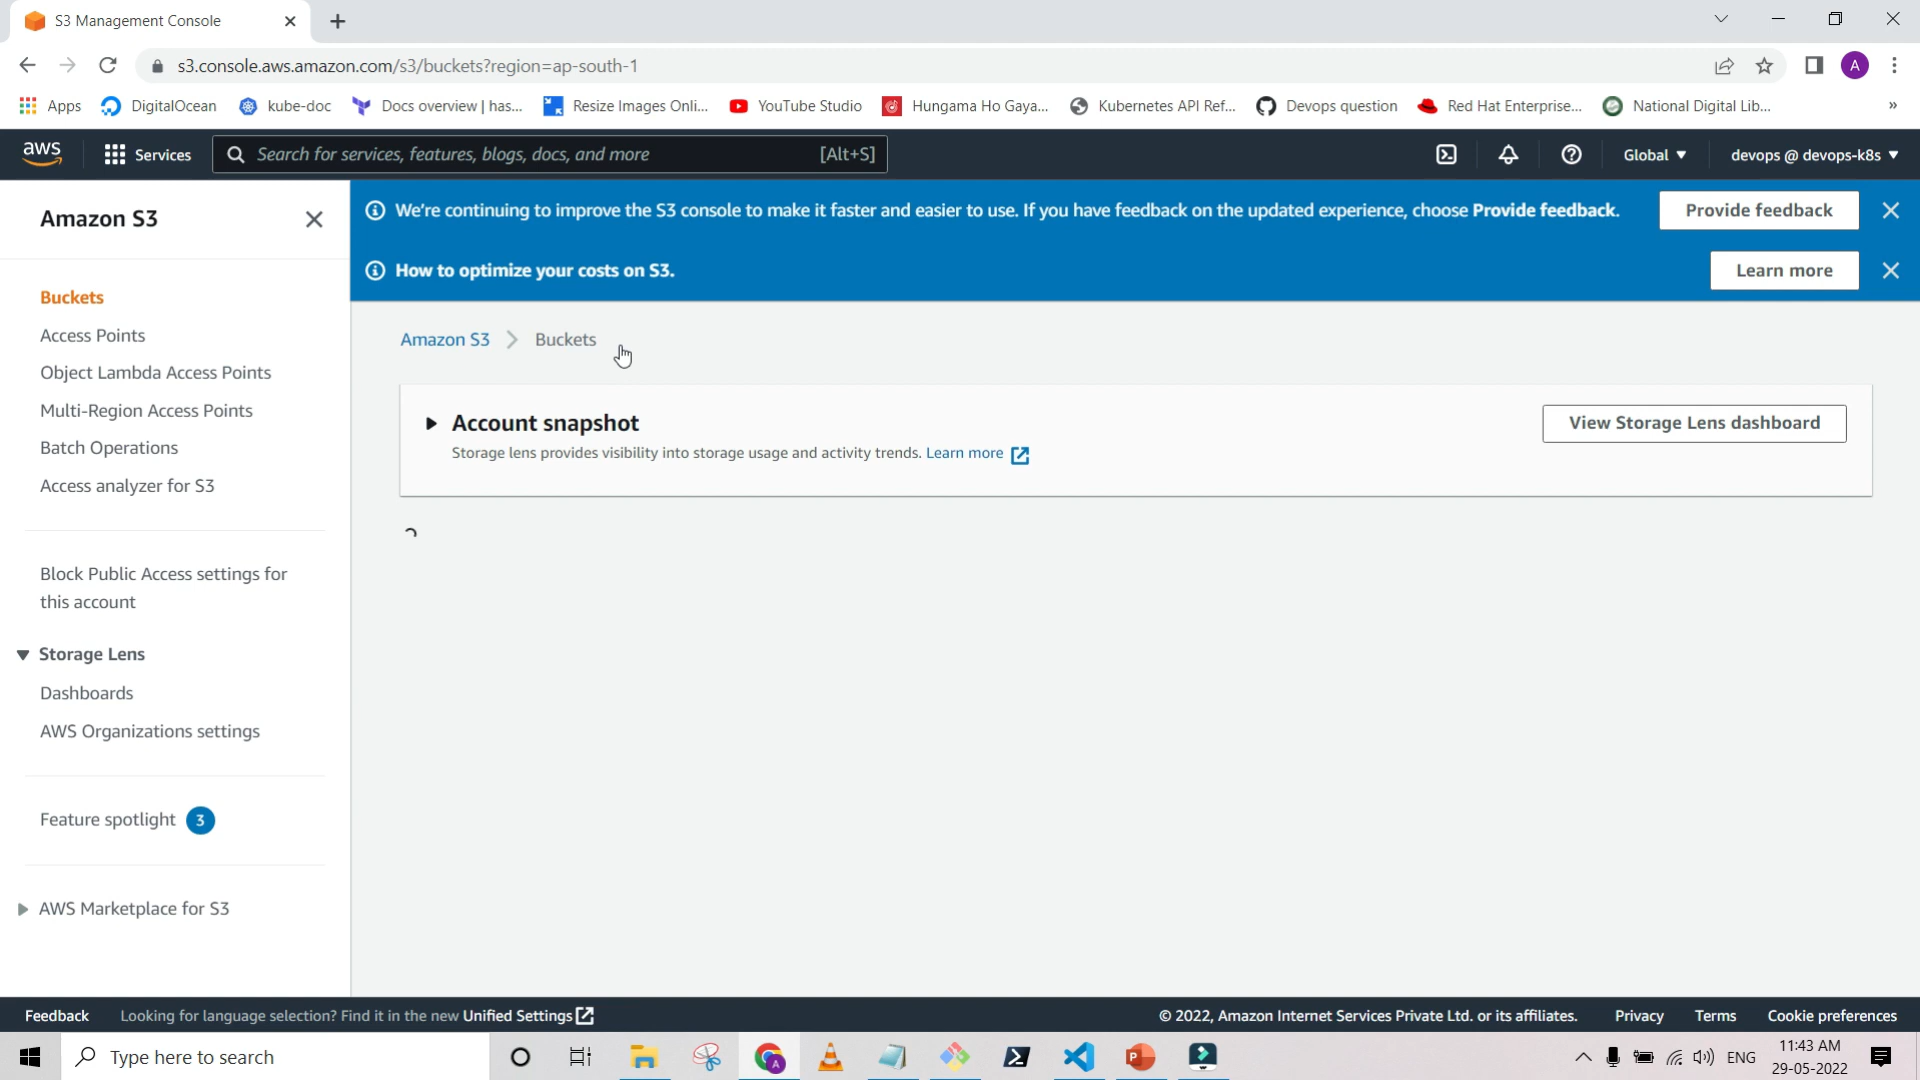 S3 Management Console
s3.console.aws.amazon.com/s3/buckets?region=ap-south-1
A
Apps DigitalOcean kube-doc Docs overview | has... Resize Images Onli... YouTube Studio Hungama Ho Gaya... Kubernetes API Ref... Devops question Red Hat Enterprise... National Digital Lib... »
aws Services Search for services, features, blogs, docs, and more [Alt+S] Global devops @ devops-k8s
Amazon S3
Buckets
Access Points
Object Lambda Access Points
Multi-Region Access Points
Batch Operations
Access analyzer for S3
Block Public Access settings for
this account
Storage Lens
Dashboards
AWS Organizations settings
Feature spotlight 3
AWS Marketplace for S3
We're continuing to improve the S3 console to make it faster and easier to use. If you have feedback on the updated experience, choose Provide feedback. Provide feedback
How to optimize your costs on S3. Learn more
Amazon S3 > Buckets
Account snapshot View Storage Lens dashboard
Storage lens provides visibility into storage usage and activity trends. Learn more
Feedback Looking for language selection? Find it in the new Unified Settings © 2022, Amazon Internet Services Private Ltd. or its affiliates. Privacy Terms Cookie preferences
Type here to search A P ENG 11:43 AM
29-05-2022